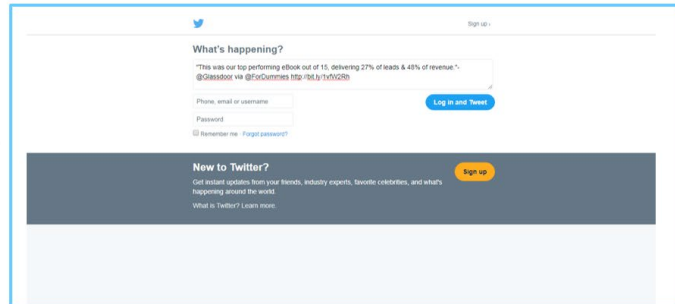 Sign up ›
What's happening?
"This was our top performing eBook out of 15, delivering 27% of leads & 48% of revenue."-
@Glassdoor via @ForDummies http://bit.ly/1vfW2Rh
Phone, email or username
Log in and Tweet
Password
Remember me · Forgot password?
New to Twitter?
Sign up
Get instant updates from your friends, industry experts, favorite celebrities, and what's
happening around the world.
What is Twitter? Learn more.